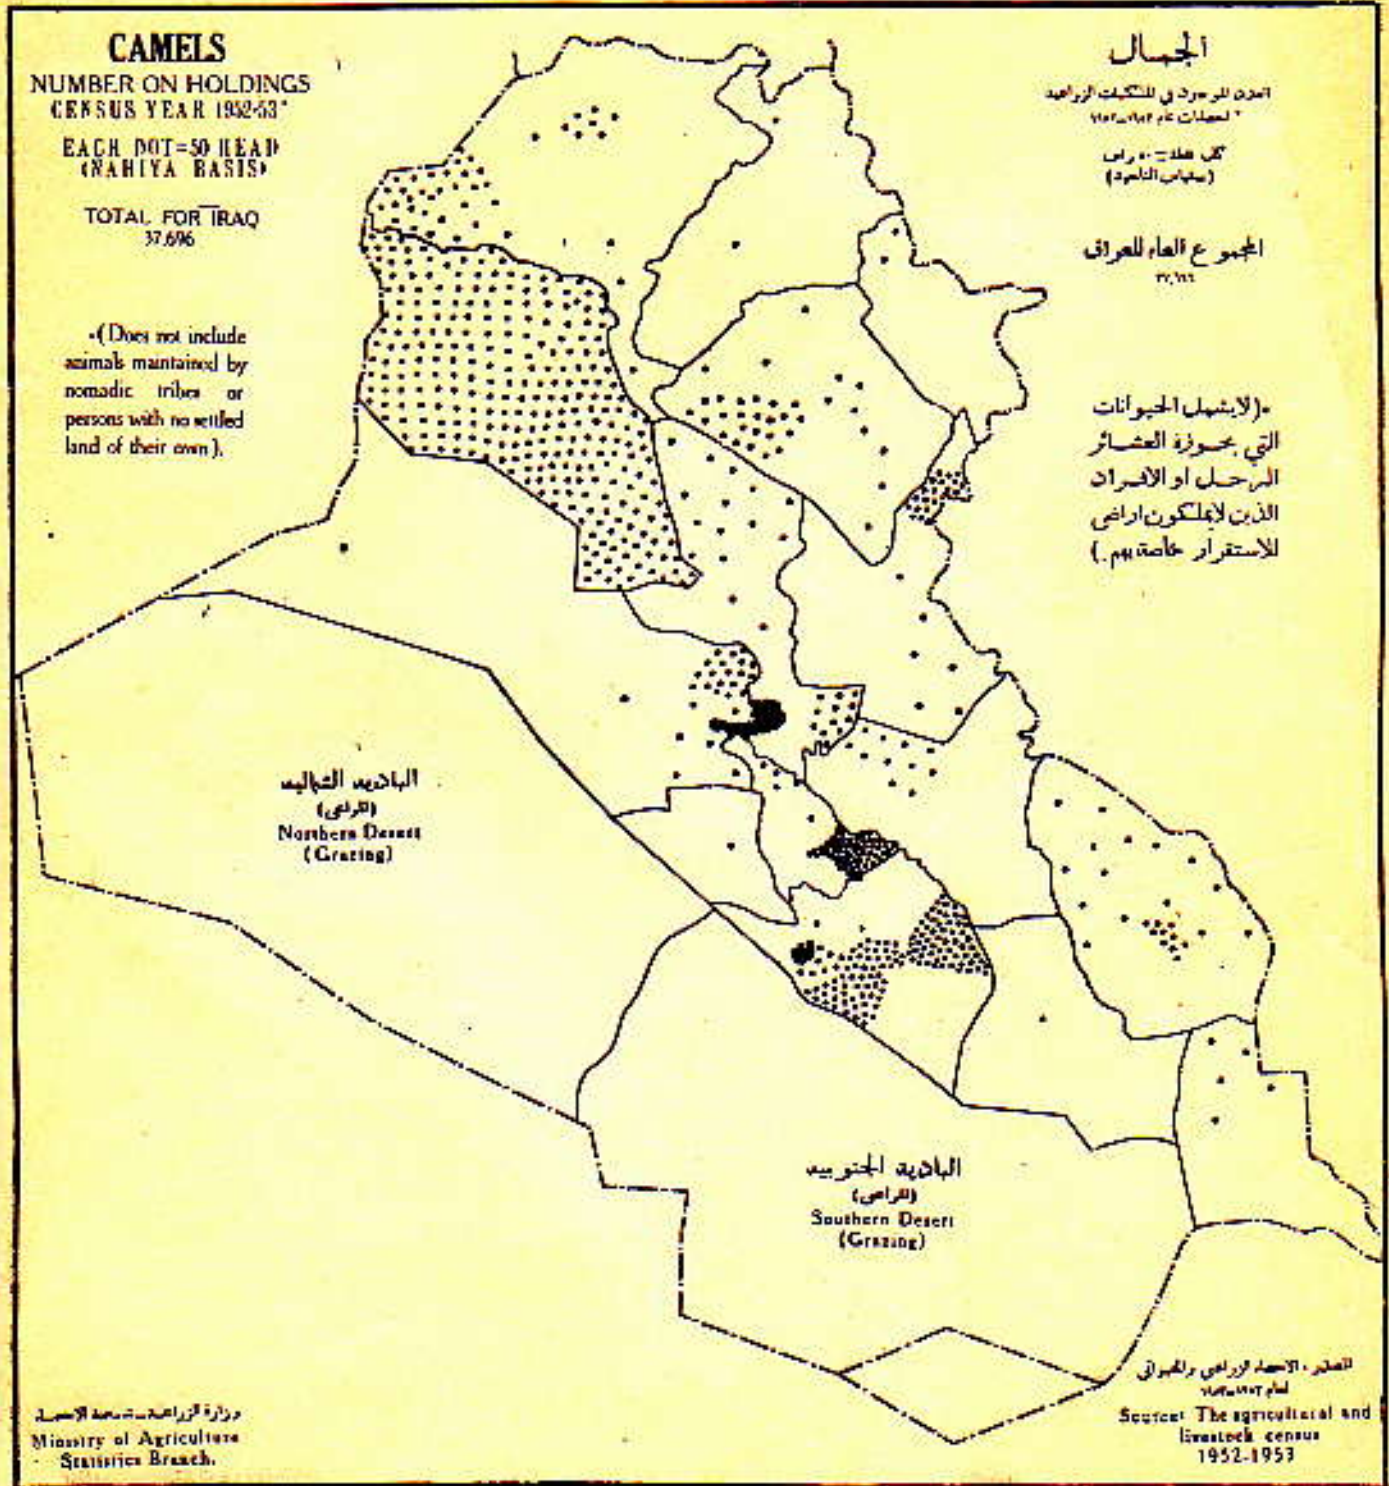 CAMELS
NUMBER ON HOLDINGS
CENSUS YEAR 1952-53*
EACH DOT=50 HEAD
(NAHIYA BASIS)
TOTAL FOR IRAQ
37,696
*(Does not include
animals maintained by
nomadic tribes or
persons with no settled
land of their own).
الجمال
المجموع العام للعراق
*(لايشمل الحيوانات
التي بحوزة العشائر
الرحل او الافراد
الذين لايملكون اراضي
للاستقرار خاصة بهم.)
البادية الشمالية
(المراعي)
Northern Desert
(Grazing)
البادية الجنوبية
(المراعي)
Southern Desert
(Grazing)
Ministry of Agriculture
Statistics Branch.
Source: The agricultural and
livestock census
1952-1953